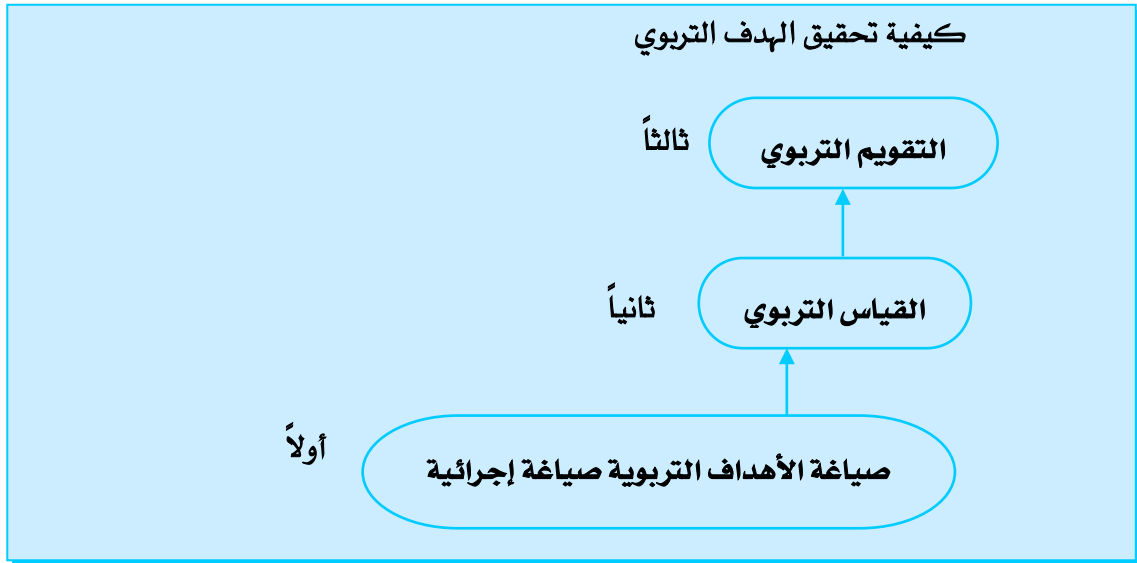 كيفية تحقيق الهدف التربوي
التقويم التربوي
ثالثاً
القياس التربوي
ثانياً
صياغة الأهداف التربوية صياغة إجرائية
أولاً